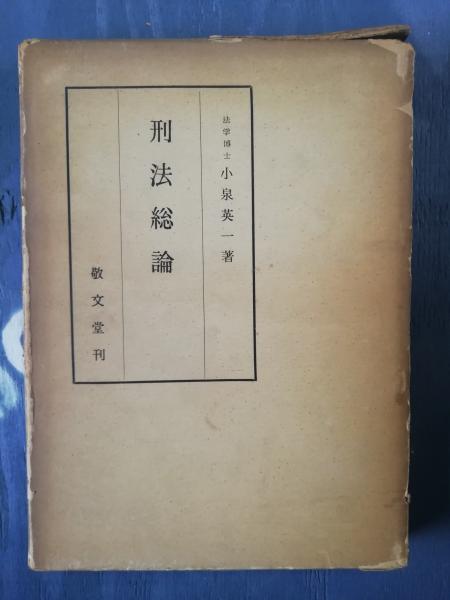 法学博士 小泉英一著
刑法総論
敬文堂刊